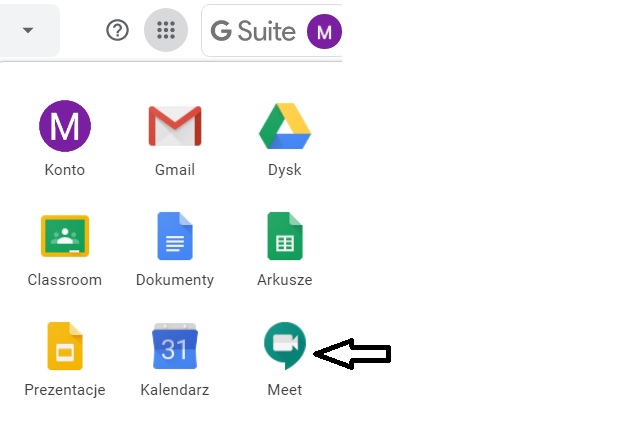 G Suite M
M
Konto Gmail Dysk
Classroom Dokumenty Arkusze
31
Prezentacje Kalendarz Meet